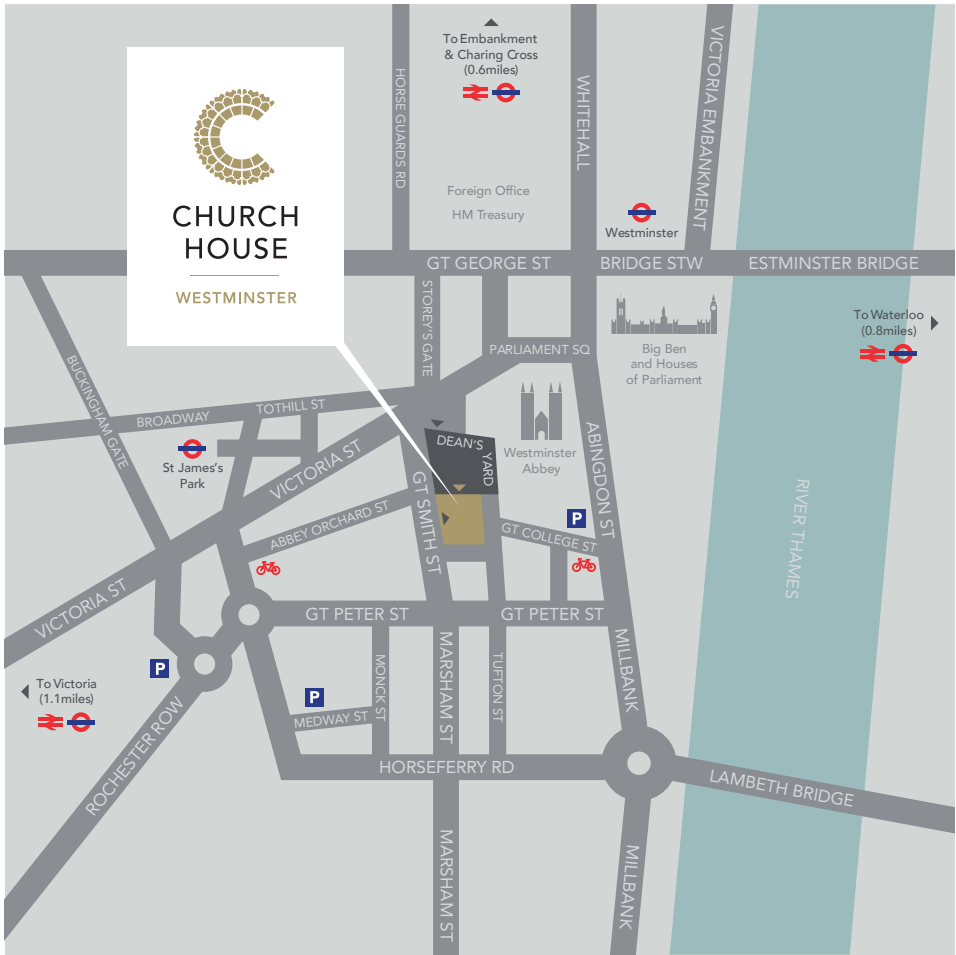 To Embankment
& Charing Cross
(0.6miles)
HORSE GUARDS RD
WHITEHALL
VICTORIA EMBANKMENT
CHURCH
HOUSE
WESTMINSTER
Foreign Office
HM Treasury
Westminster
GT GEORGE ST
BRIDGE STW
ESTMINSTER BRIDGE
STOREY'S GATE
To Waterloo
(0.8miles)
PARLIAMENT SQ
Big Ben
and Houses
of Parliament
BUCKINGHAM GATE
BROADWAY
TOTHILL ST
St James's
Park
VICTORIA ST
DEAN'S
YARD
Westminster
Abbey
ABINGDON ST
GT SMITH ST
ABBEY ORCHARD ST
P
GT COLLEGE ST
RIVER THAMES
VICTORIA ST
GT PETER ST
GT PETER ST
P
To Victoria
(1.1miles)
P
MONCK ST
MARSHAM ST
TUFTON ST
MILLBANK
MEDWAY ST
ROCHESTER ROW
HORSEFERRY RD
LAMBETH BRIDGE
MARSHAM ST
MILLBANK